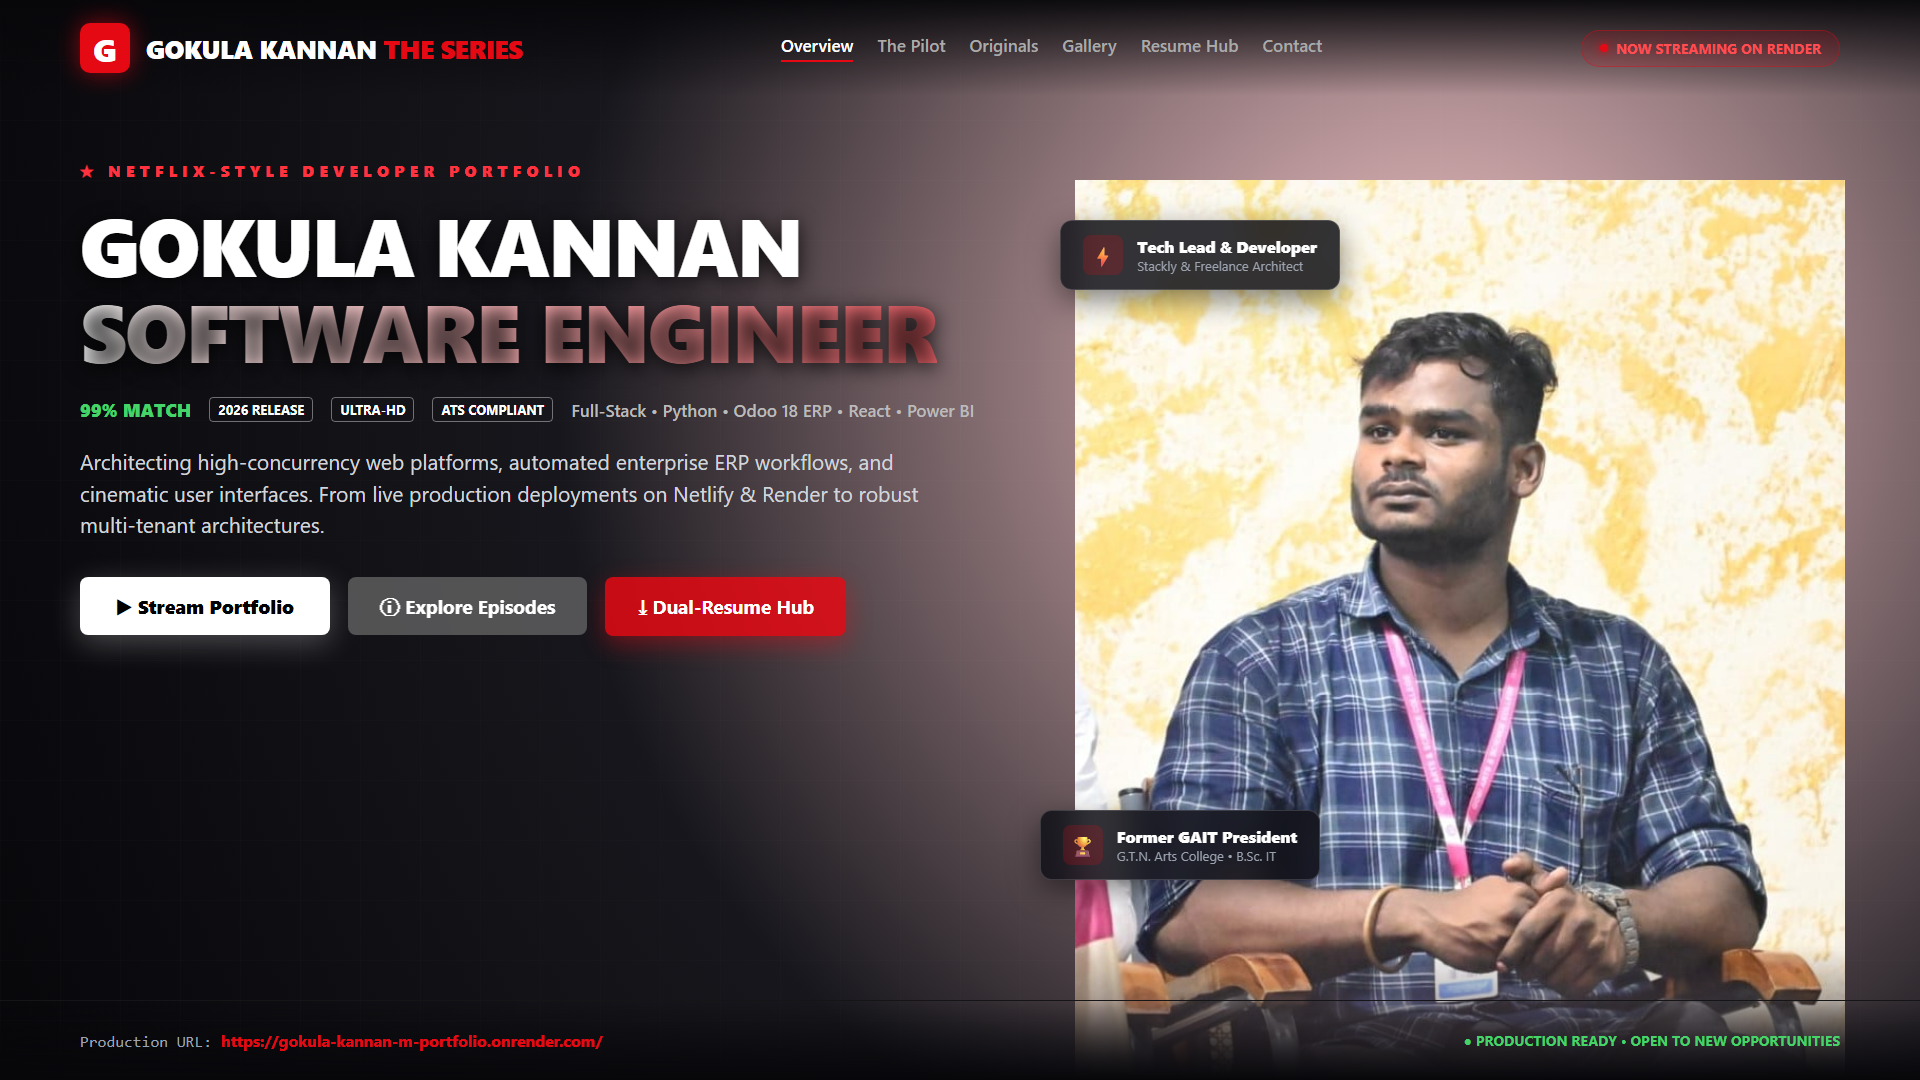 G
GOKULA KANNAN THE SERIES
Overview The Pilot Originals Gallery Resume Hub Contact
NOW STREAMING ON RENDER
★ NETFLIX-STYLE DEVELOPER PORTFOLIO
GOKULA KANNAN
SOFTWARE ENGINEER
99% MATCH 2026 RELEASE ULTRA-HD ATS COMPLIANT Full-Stack • Python • Odoo 18 ERP • React • Power BI
Architecting high-concurrency web platforms, automated enterprise ERP workflows, and
cinematic user interfaces. From live production deployments on Netlify & Render to robust
multi-tenant architectures.
▶ Stream Portfolio
ⓘ Explore Episodes
⤓ Dual-Resume Hub
Tech Lead & Developer
Stackly & Freelance Architect
Former GAIT President
G.T.N. Arts College • B.Sc. IT
Production URL: https://gokula-kannan-m-portfolio.onrender.com/
● PRODUCTION READY • OPEN TO NEW OPPORTUNITIES